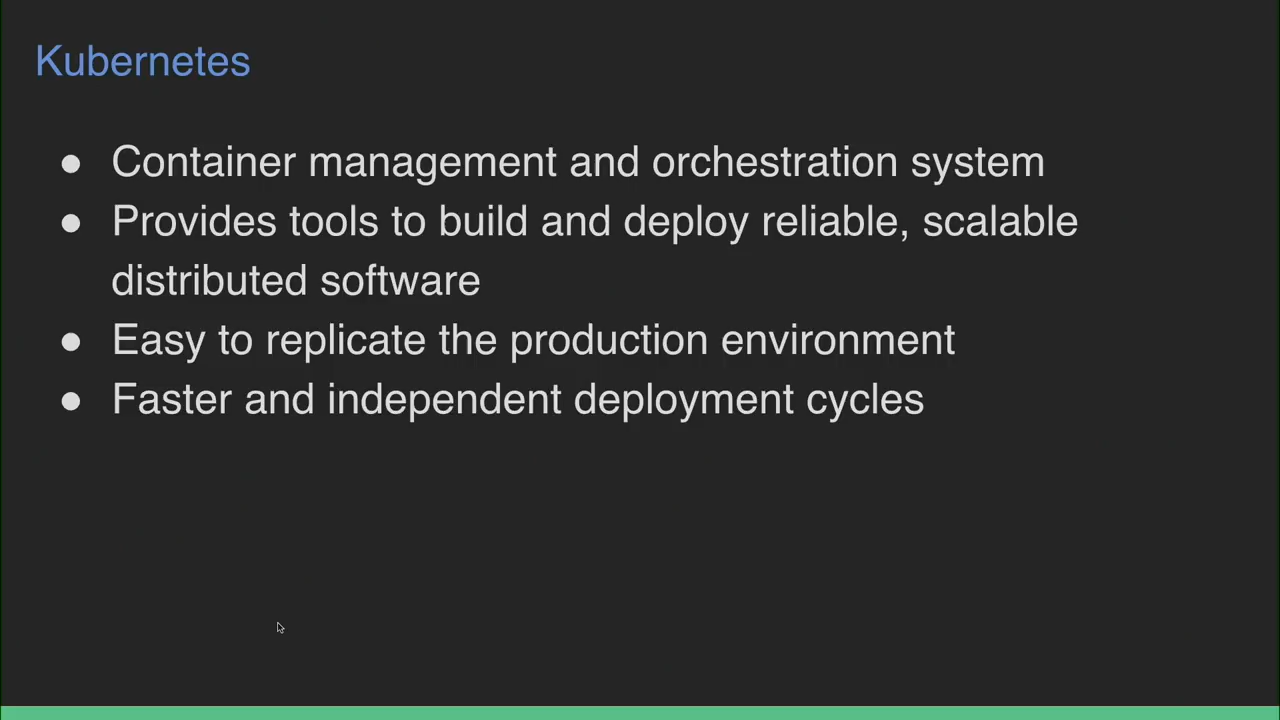 Kubernetes
● Container management and orchestration system
● Provides tools to build and deploy reliable, scalable
distributed software
● Easy to replicate the production environment
● Faster and independent deployment cycles